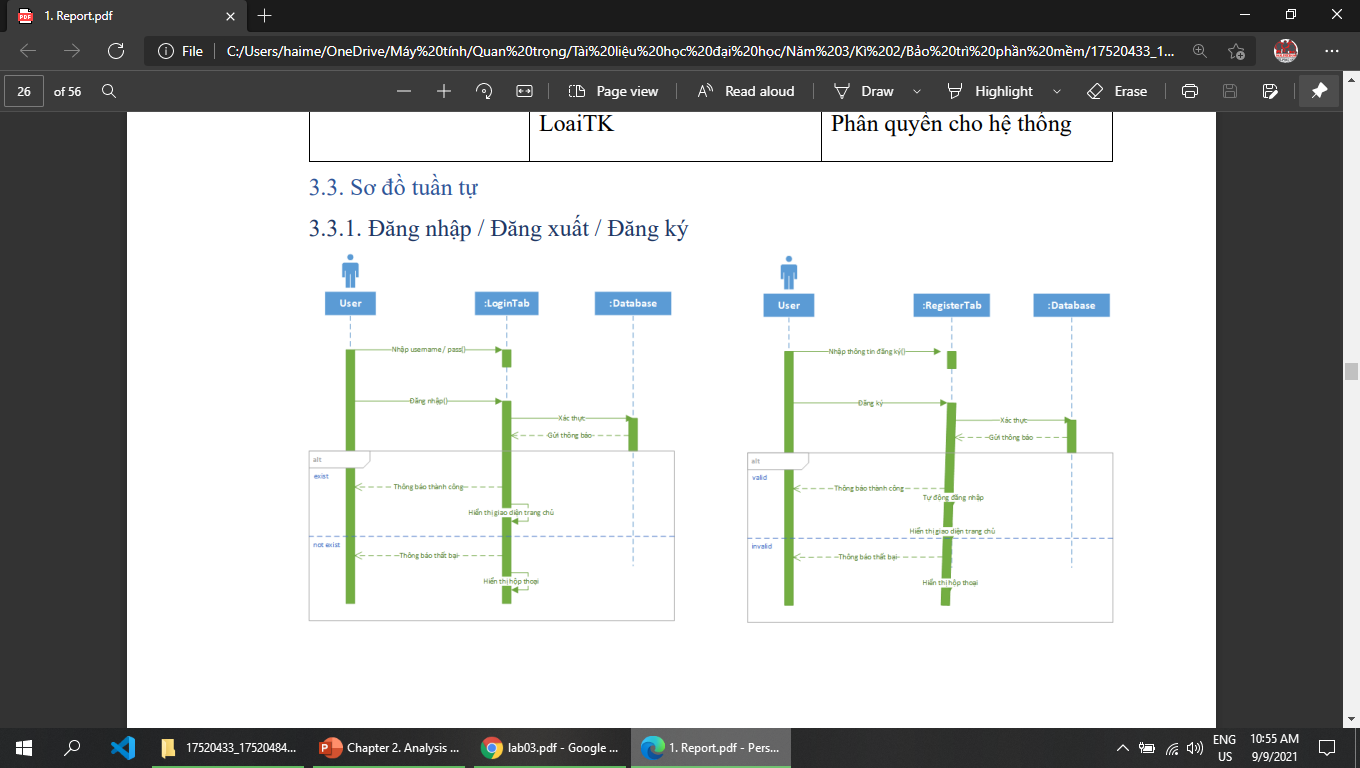 1. Report.pdf
File
C:/Users/haime/OneDrive/Máy%20tính/Quan%20trọng/Tài%20liệu%20học%20đại%20học/Năm%203/Kì%202/Bảo%20trì%20phần%20mềm/17520433_1...
26 of 56
Page view
Read aloud
Draw
Highlight
Erase
LoaiTK
Phân quyền cho hệ thống
3.3. Sơ đồ tuần tự
3.3.1. Đăng nhập / Đăng xuất / Đăng ký
User
:LoginTab
:Database
Nhập username / pass()
Đăng nhập()
Xác thực
Gửi thông báo
alt
exist
Thông báo thành công
Hiển thị giao diện trang chủ
not exist
Thông báo thất bại
Hiển thị hộp thoại
User
:RegisterTab
:Database
Nhập thông tin đăng ký()
Đăng ký
Xác thực
Gửi thông báo
alt
valid
Thông báo thành công
Tự động đăng nhập
Hiển thị giao diện trang chủ
invalid
Thông báo thất bại
Hiển thị hộp thoại
17520433_17520484...
Chapter 2. Analysis ...
lab03.pdf - Google ...
1. Report.pdf - Pers...
ENG
US
10:55 AM
9/9/2021